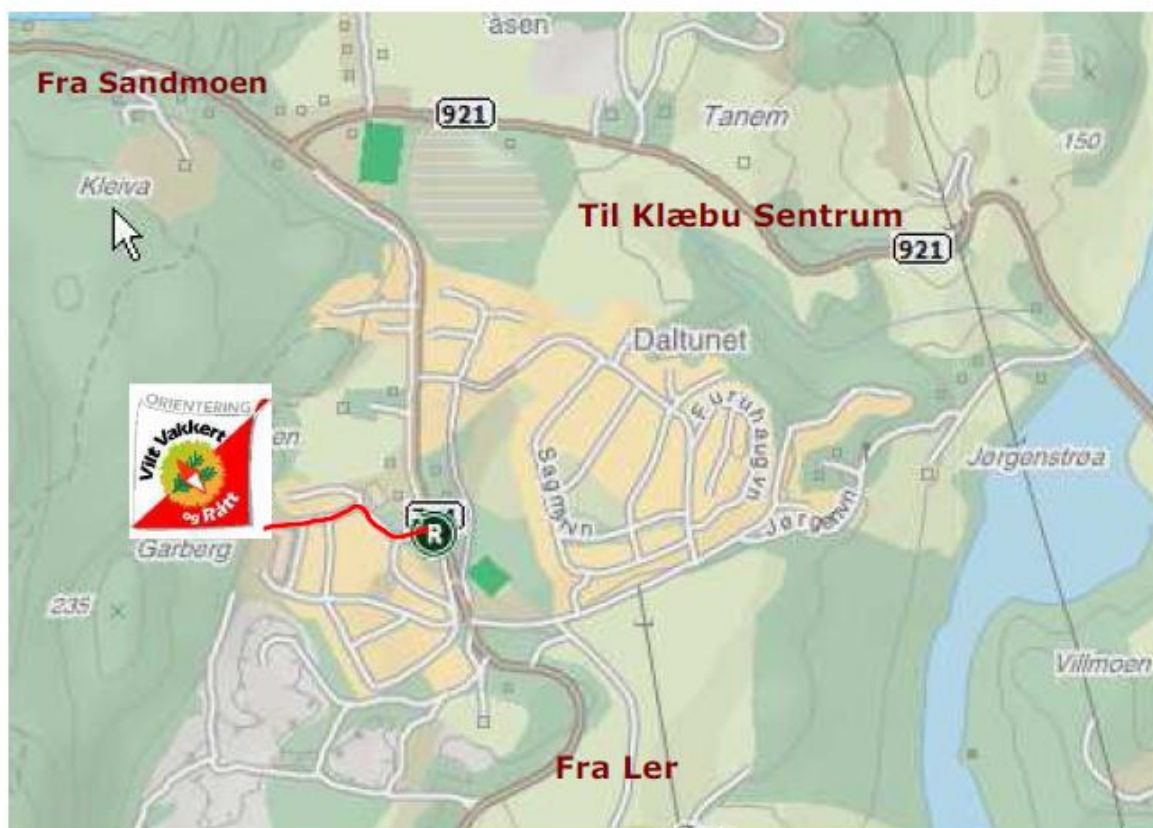 åsen
Fra Sandmoen
921
Tanem
150
Kleiva
Til Klæbu Sentrum
921
Daltunet
ORIENTERING
Vilt Vakkert
og Rått
en
Furuhaugvn
Sagmyrvn
Jørgenvn
Jørgenstrøa
R
Garberg
235
Villmoen
Fra Ler